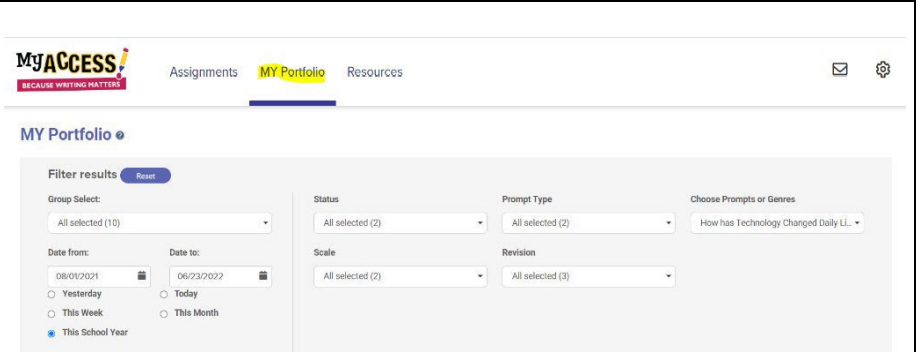 MYACCESS!
BECAUSE WRITING MATTERS
Assignments MY Portfolio Resources
MY Portfolio ?
Filter results Reset
Group Select: Status Prompt Type Choose Prompts or Genres
All selected (10) All selected (2) All selected (2) How has Technology Changed Daily Li...
Date from: Date to: Scale Revision
08/01/2021 06/23/2022 All selected (2) All selected (3)
Yesterday Today
This Week This Month
This School Year